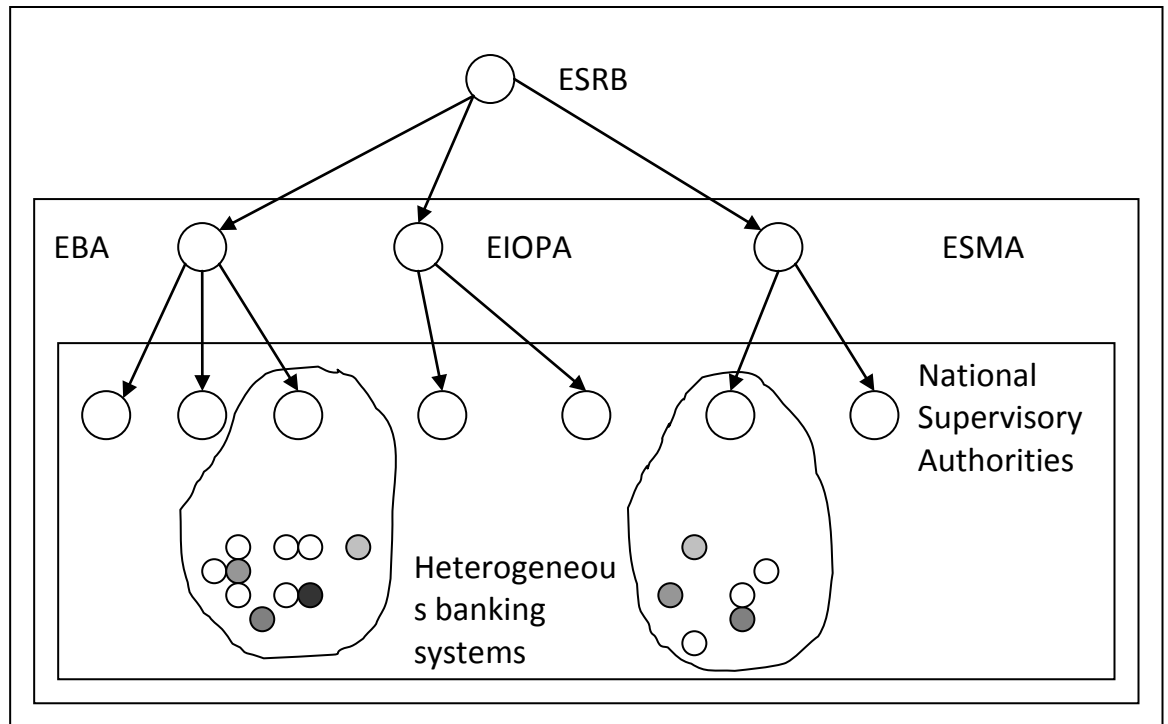 ESRB
EBA
EIOPA
ESMA
National
Supervisory
Authorities
Heterogeneou
s banking
systems